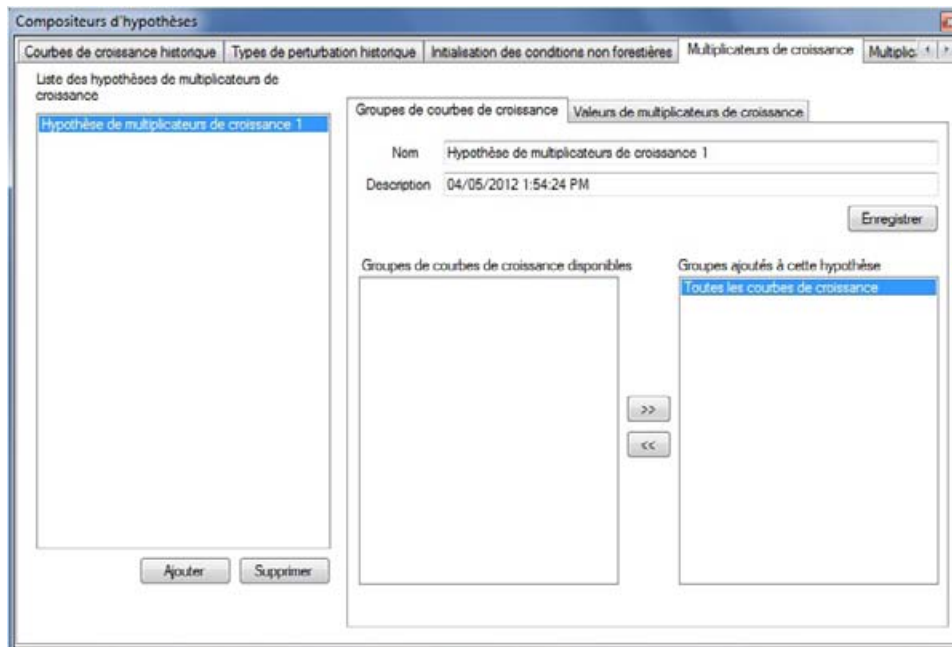 Compositeurs d'hypothèses
Courbes de croissance historique
Types de perturbation historique
Initialisation des conditions non forestières
Multiplicateurs de croissance
Multiplic
Liste des hypothèses de multiplicateurs de
croissance
Hypothèse de multiplicateurs de croissance 1
Groupes de courbes de croissance
Valeurs de multiplicateurs de croissance
Nom
Hypothèse de multiplicateurs de croissance 1
Description
04/05/2012 1:54:24 PM
Enregistrer
Groupes de courbes de croissance disponibles
Groupes ajoutés à cette hypothèse
Toutes les courbes de croissance
>>
<<
Ajouter
Supprimer